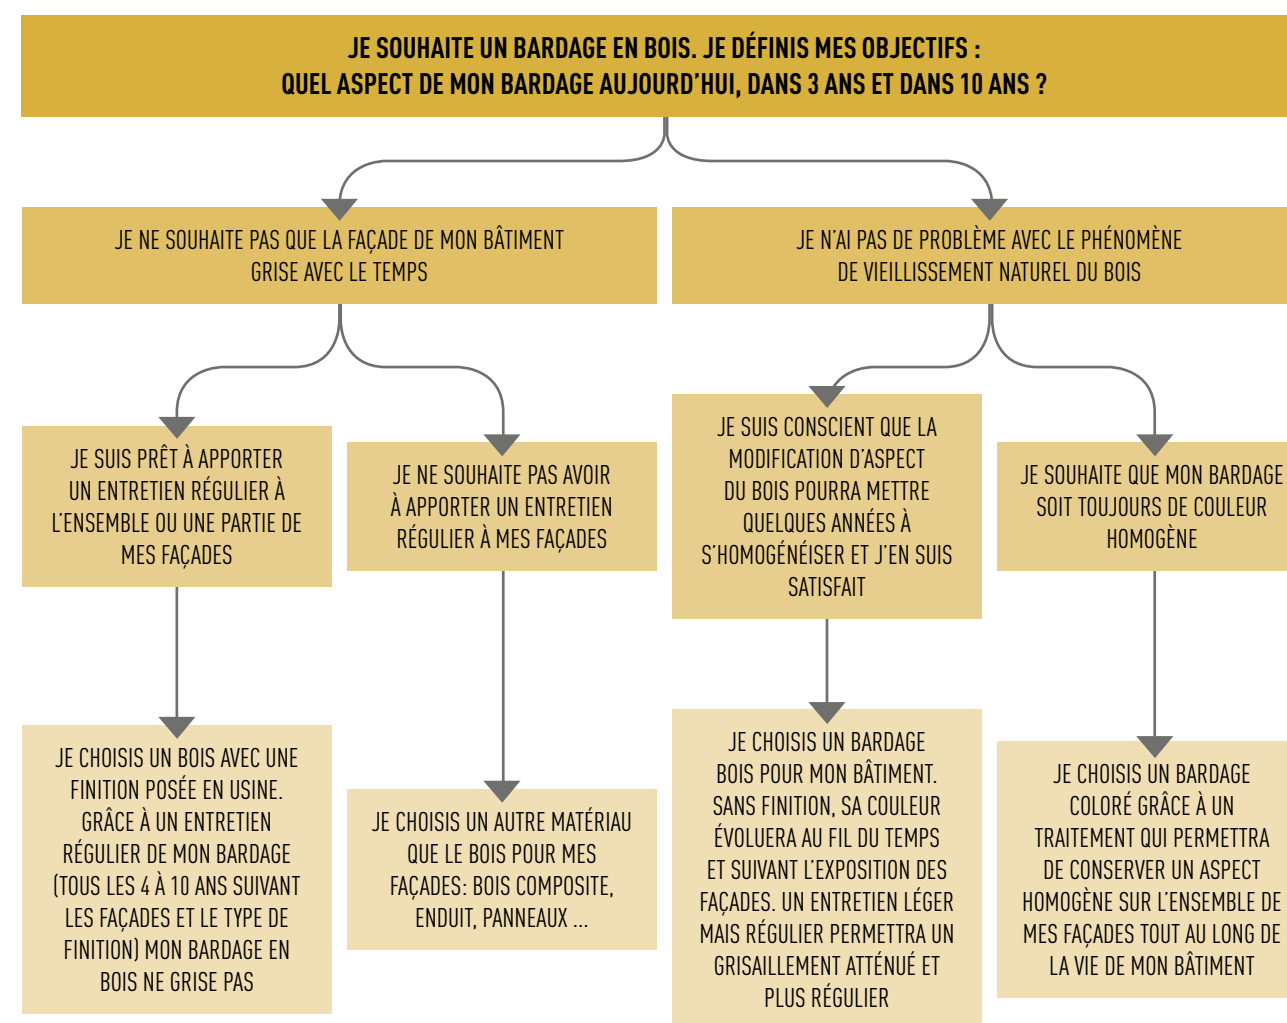 JE SOUHAITE UN BARDAGE EN BOIS. JE DÉFINIS MES OBJECTIFS :
QUEL ASPECT DE MON BARDAGE AUJOURD'HUI, DANS 3 ANS ET DANS 10 ANS ?
JE NE SOUHAITE PAS QUE LA FAÇADE DE MON BÂTIMENT
GRISE AVEC LE TEMPS
JE N'AI PAS DE PROBLÈME AVEC LE PHÉNOMÈNE
DE VIEILLISSEMENT NATUREL DU BOIS
JE SUIS PRÊT À APPORTER
UN ENTRETIEN RÉGULIER À
L'ENSEMBLE OU UNE PARTIE DE
MES FAÇADES
JE NE SOUHAITE PAS AVOIR
À APPORTER UN ENTRETIEN
RÉGULIER À MES FAÇADES
JE SUIS CONSCIENT QUE LA
MODIFICATION D'ASPECT
DU BOIS POURRA METTRE
QUELQUES ANNÉES À
S'HOMOGÉNÉISER ET J'EN SUIS
SATISFAIT
JE SOUHAITE QUE MON BARDAGE
SOIT TOUJOURS DE COULEUR
HOMOGÈNE
JE CHOISIS UN BOIS AVEC UNE
FINITION POSÉE EN USINE.
GRÂCE À UN ENTRETIEN
RÉGULIER DE MON BARDAGE
(TOUS LES 4 À 10 ANS SUIVANT
LES FAÇADES ET LE TYPE DE
FINITION) MON BARDAGE EN
BOIS NE GRISE PAS
JE CHOISIS UN AUTRE MATÉRIAU
QUE LE BOIS POUR MES
FAÇADES: BOIS COMPOSITE,
ENDUIT, PANNEAUX ...
JE CHOISIS UN BARDAGE
BOIS POUR MON BÂTIMENT.
SANS FINITION, SA COULEUR
ÉVOLUERA AU FIL DU TEMPS
ET SUIVANT L'EXPOSITION DES
FAÇADES. UN ENTRETIEN LÉGER
MAIS RÉGULIER PERMETTRA UN
GRISAILLEMENT ATTÉNUÉ ET
PLUS RÉGULIER
JE CHOISIS UN BARDAGE
COLORÉ GRÂCE À UN
TRAITEMENT QUI PERMETTRA
DE CONSERVER UN ASPECT
HOMOGÈNE SUR L'ENSEMBLE DE
MES FAÇADES TOUT AU LONG DE
LA VIE DE MON BÂTIMENT